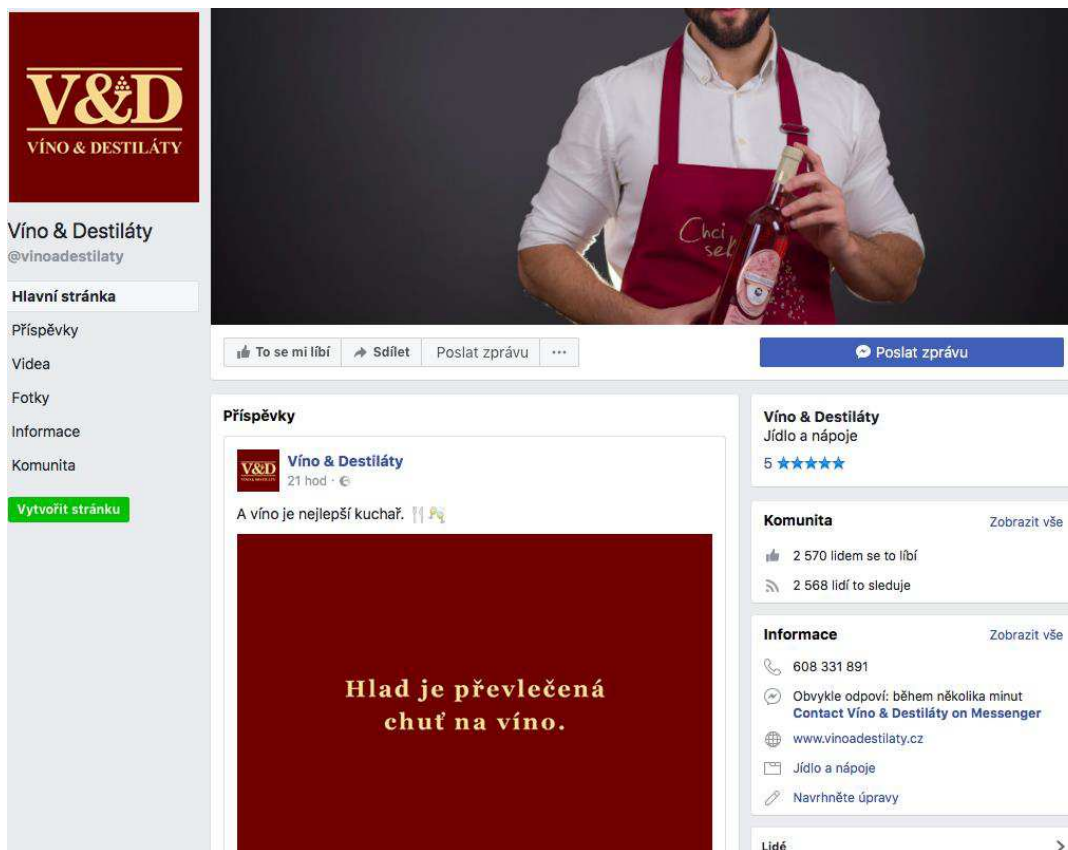 V&D
VÍNO & DESTILÁTY
Víno & Destiláty
@vinoadestilaty
Hlavní stránka
Příspěvky
Videa
Fotky
Informace
Komunita
Vytvořit stránku
Chci
To se mi líbí
Sdílet
Poslat zprávu
Poslat zprávu
Příspěvky
V&D
Víno & Destiláty
21 hod
A víno je nejlepší kuchař.
Hlad je převlečená
chuť na víno.
Víno & Destiláty
Jídlo a nápoje
5 ★★★★★
Komunita Zobrazit vše
2 570 lidem se to líbí
2 568 lidí to sleduje
Informace Zobrazit vše
608 331 891
Obvykle odpoví: během několika minut
Contact Víno & Destiláty on Messenger
www.vinoadestilaty.cz
Jídlo a nápoje
Navrhněte úpravy
Lidé